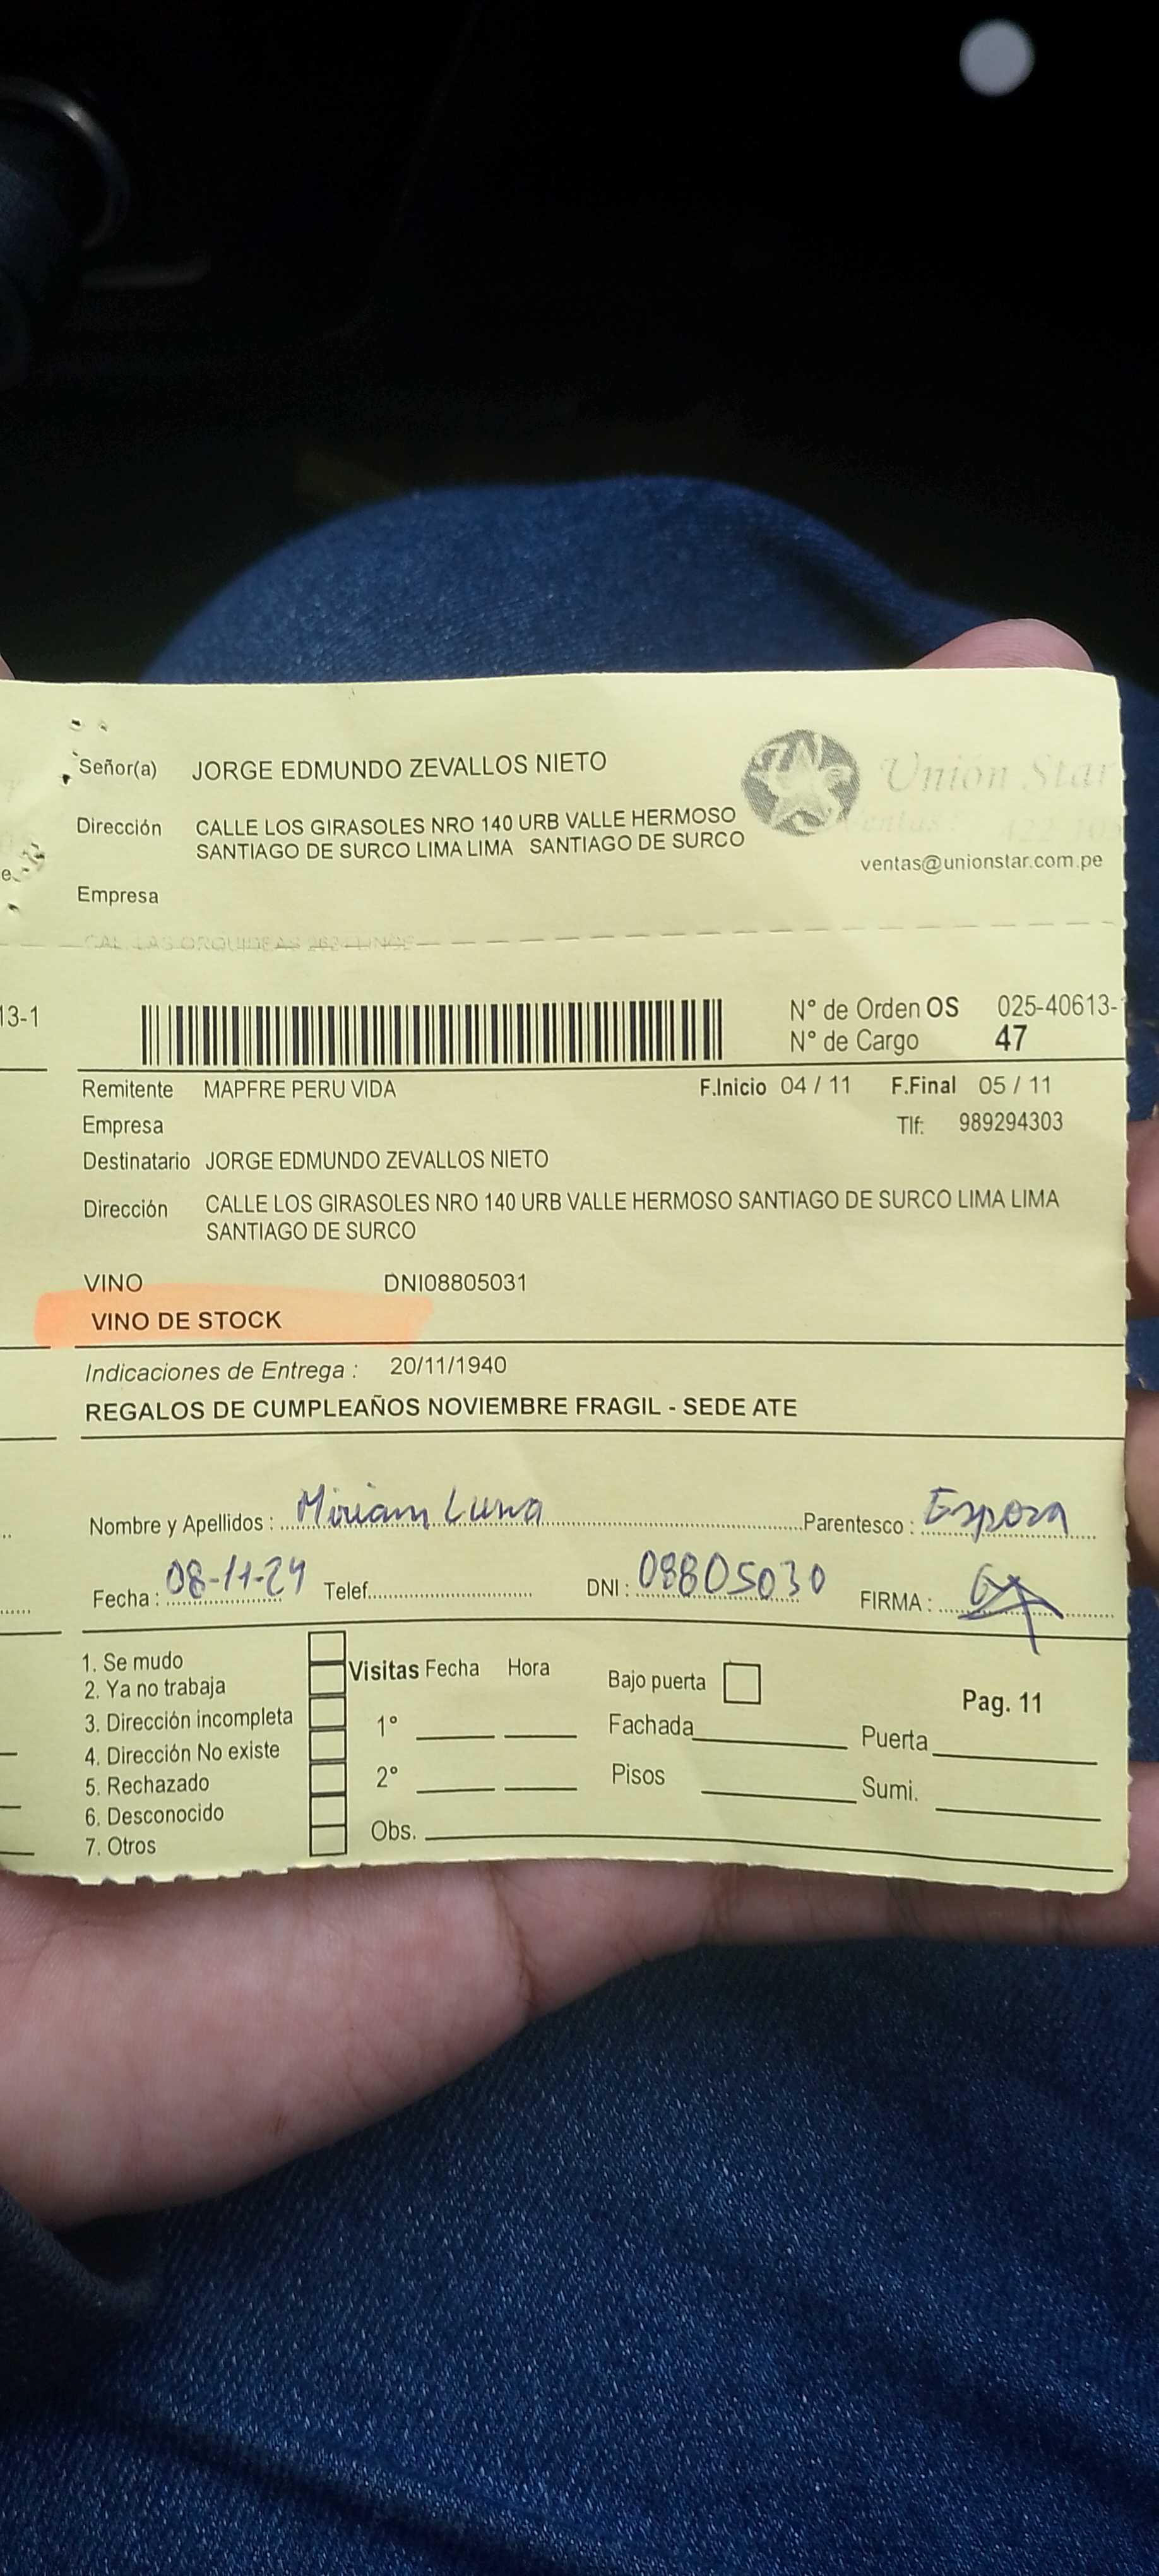 Señor(a) JORGE EDMUNDO ZEVALLOS NIETO
Union Star
Dirección CALLE LOS GIRASOLES NRO 140 URB VALLE HERMOSO
SANTIAGO DE SURCO LIMA LIMA SANTIAGO DE SURCO
ventas@unionstar.com.pe
Empresa
CAL. LAS ORQUIDEAS
13-1
N° de Orden OS 025-40613-
N° de Cargo 47
Remitente MAPFRE PERU VIDA F.Inicio 04 / 11 F.Final 05 / 11
Empresa Tlf: 989294303
Destinatario JORGE EDMUNDO ZEVALLOS NIETO
Dirección CALLE LOS GIRASOLES NRO 140 URB VALLE HERMOSO SANTIAGO DE SURCO LIMA LIMA
SANTIAGO DE SURCO
VINO DNI08805031
VINO DE STOCK
Indicaciones de Entrega : 20/11/1940
REGALOS DE CUMPLEAÑOS NOVIEMBRE FRAGIL - SEDE ATE
Nombre y Apellidos : Miriam Luna Parentesco : Esposa
Fecha : 08-11-24 Telef. DNI : 08805030 FIRMA :
1. Se mudo
2. Ya no trabaja
3. Dirección incompleta
4. Dirección No existe
5. Rechazado
6. Desconocido
7. Otros
Visitas Fecha Hora
1°
2°
Obs.
Bajo puerta
Fachada
Pisos
Pag. 11
Puerta
Sumi.